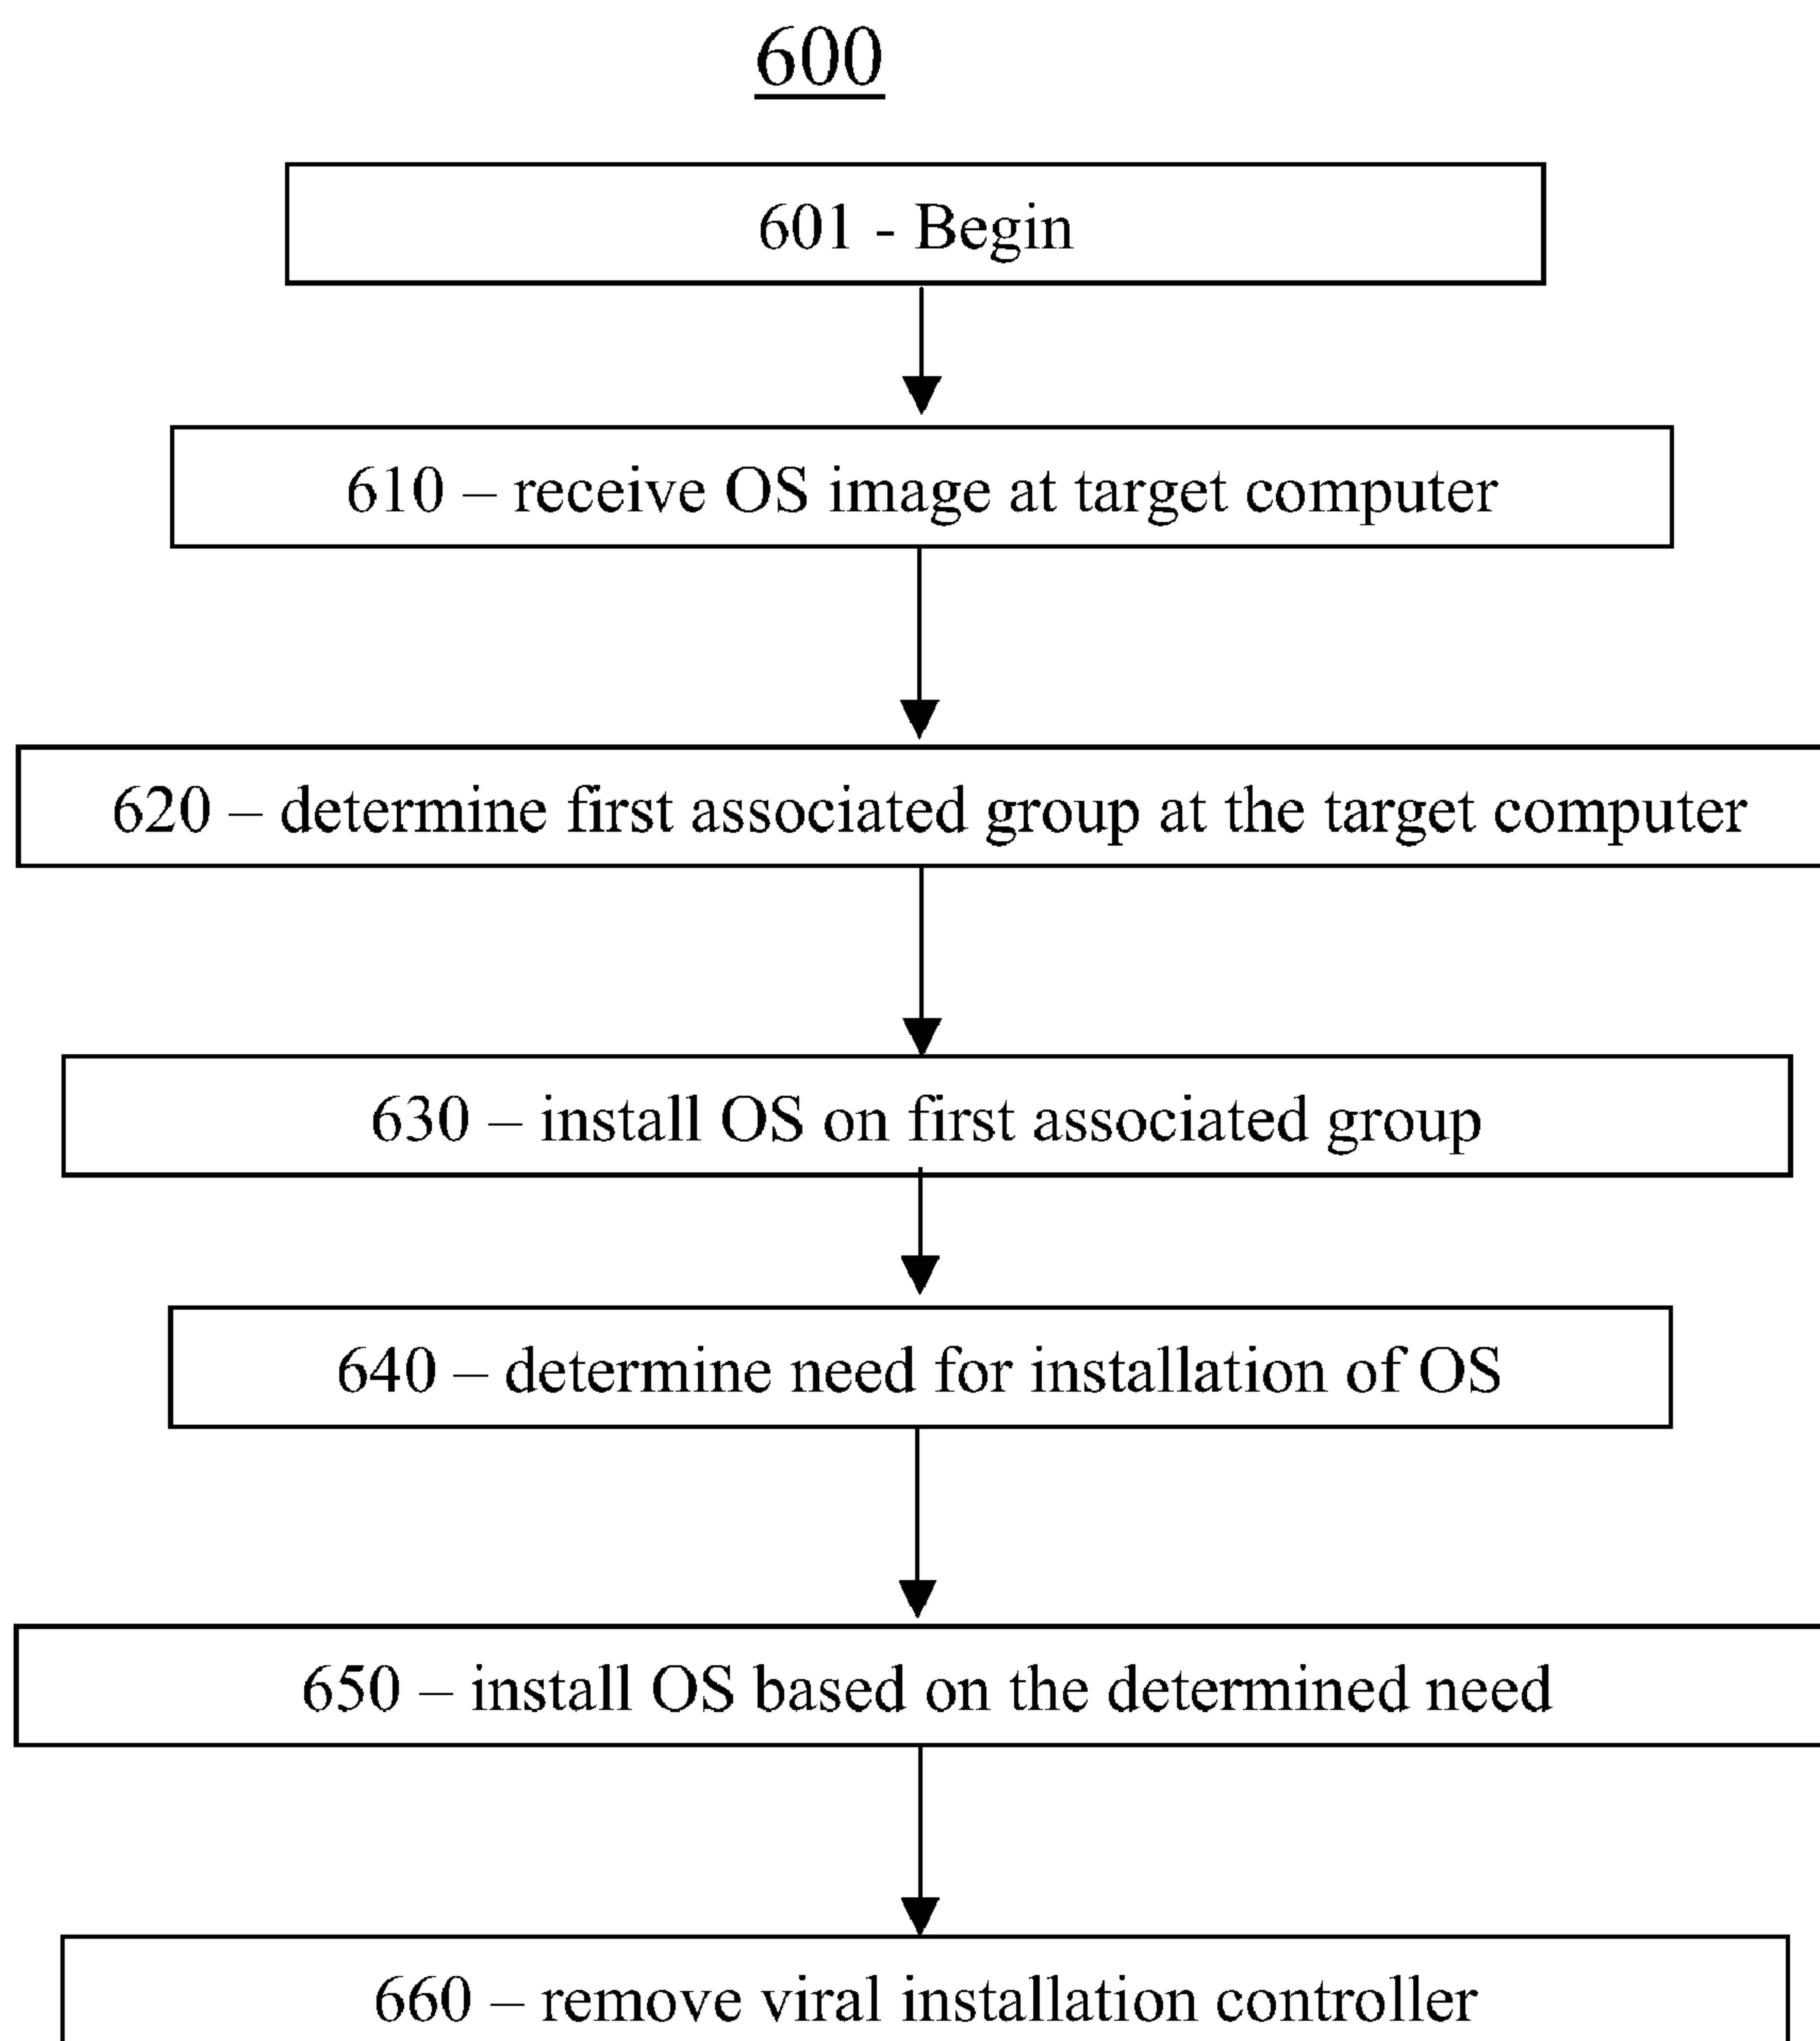 600
601 - Begin
610 – receive OS image at target computer
620 – determine first associated group at the target computer
630 – install OS on first associated group
640 – determine need for installation of OS
650 – install OS based on the determined need
660 – remove viral installation controller